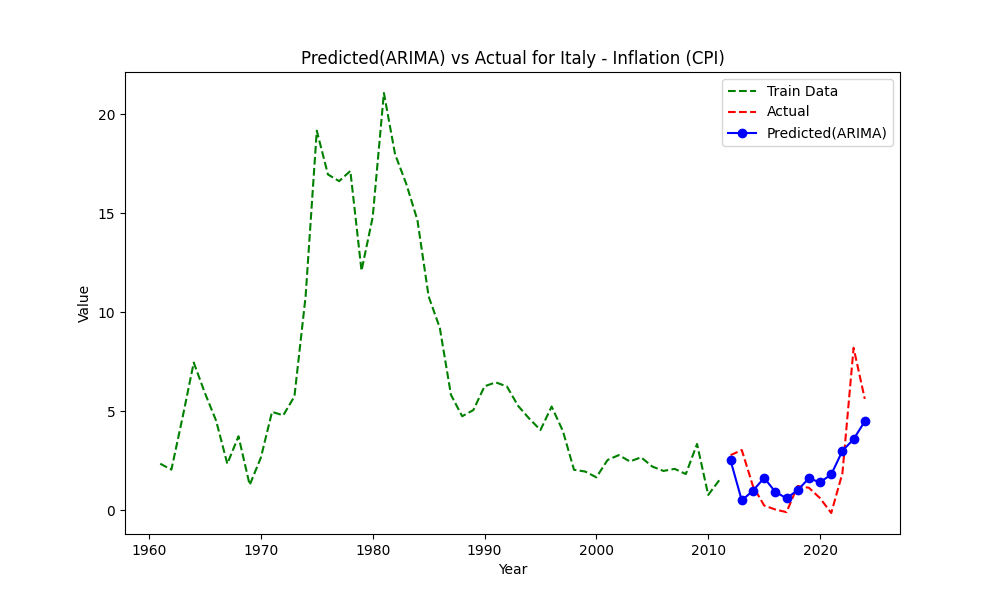 Predicted(ARIMA) vs Actual for Italy - Inflation (CPI)
Train Data
Actual
Predicted(ARIMA)
20
15
10
5
0
Value
1960 1970 1980 1990 2000 2010 2020
Year